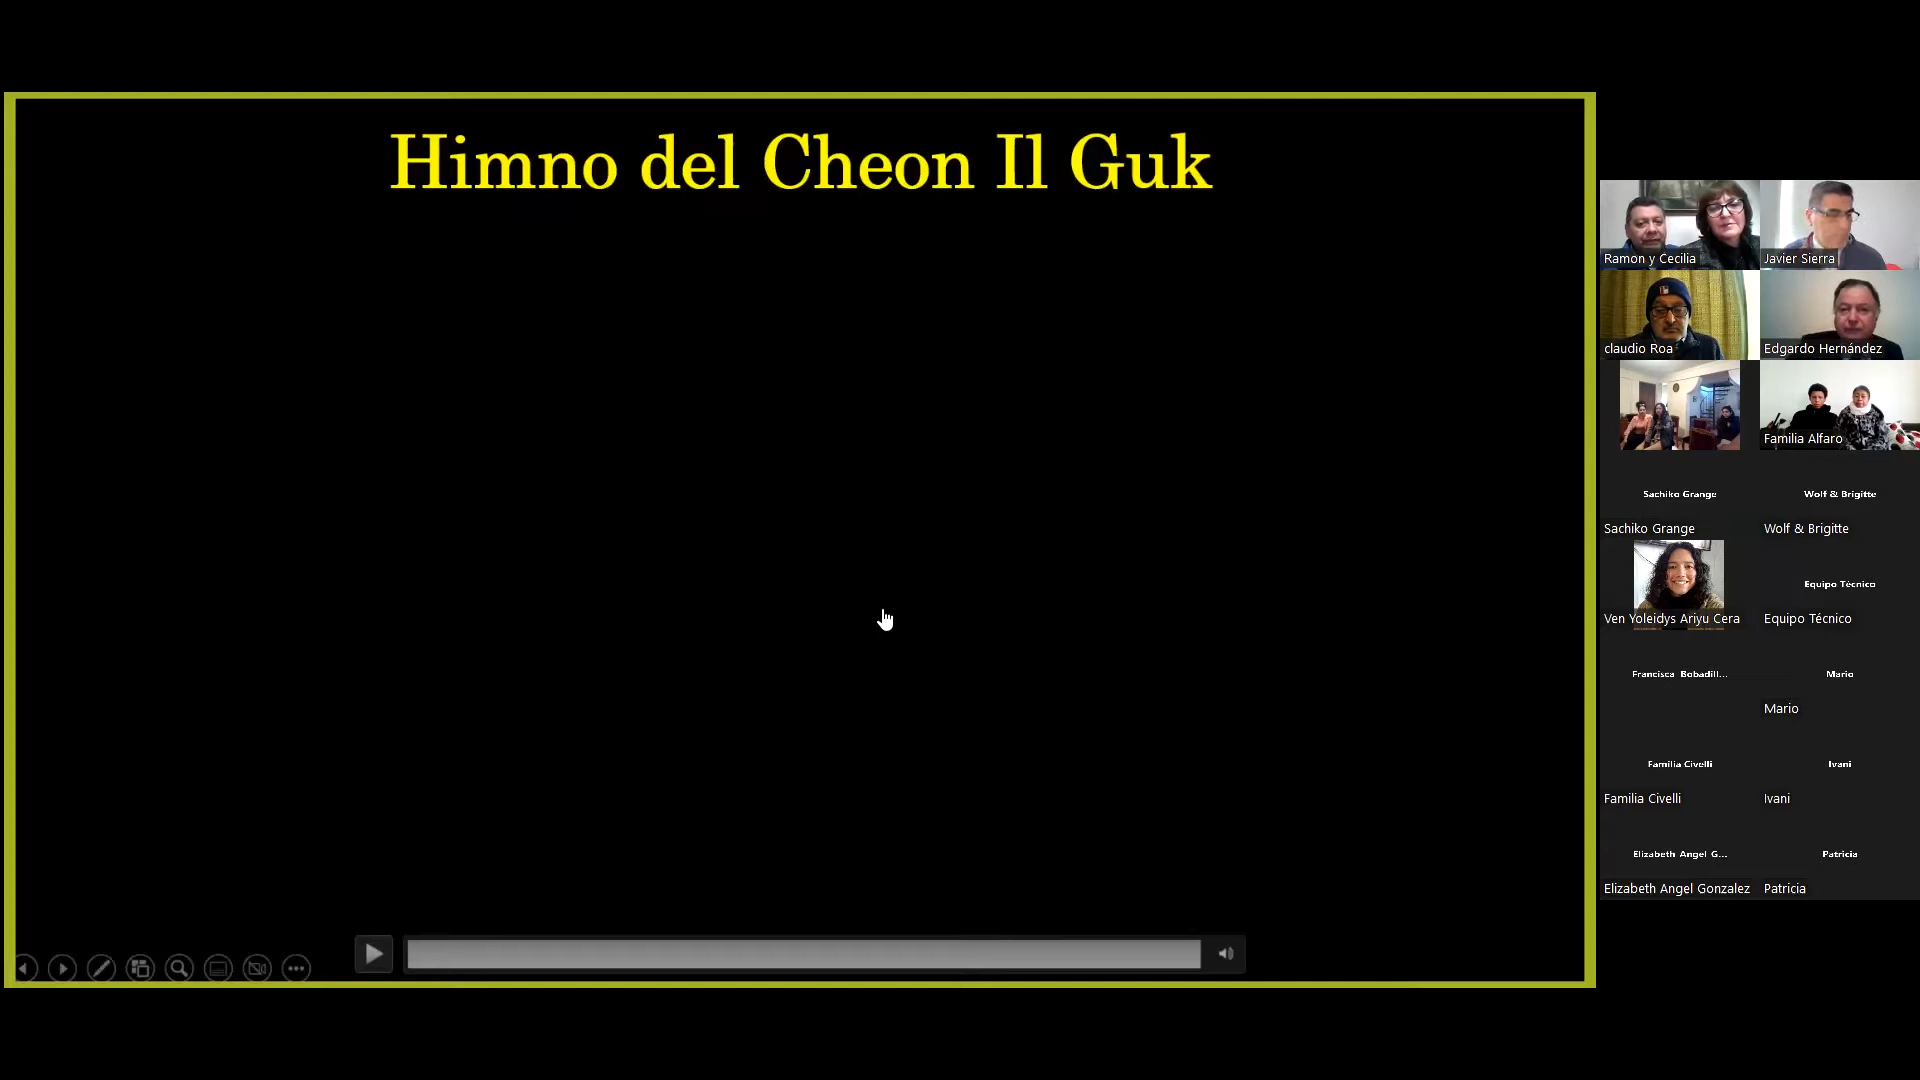 Himno del Cheon Il Guk
Ramon y Cecilia
Javier Sierra
claudio Roa
Edgardo Hernández
Familia Alfaro
Sachiko Grange
Wolf & Brigitte
Sachiko Grange
Wolf & Brigitte
Equipo Técnico
Ven Yoleidys Ariyu Cera
Equipo Técnico
Francisca Bobadill...
Mario
Mario
Familia Civelli
Ivani
Familia Civelli
Ivani
Elizabeth Angel G...
Patricia
Elizabeth Angel Gonzalez
Patricia